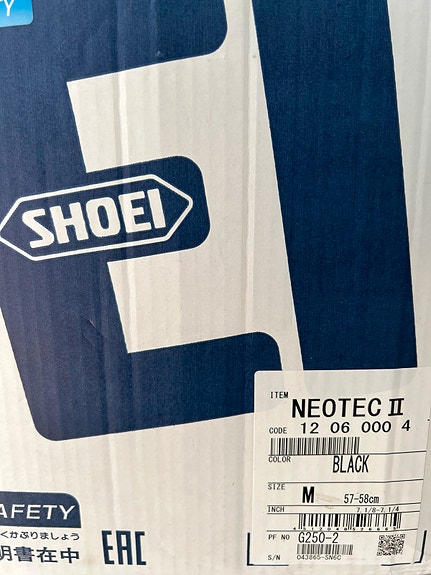 Y
EI
SHOEI
ITEM
NEOTEC II
CODE 12 06 000 4
COLOR
BLACK
SIZE
M 57-58cm
INCH 7 1/8-7 1/4
PF NO G250-2
S/N 043865-SN6C
AFETY
くかぶりましょう
明書在中
EAC